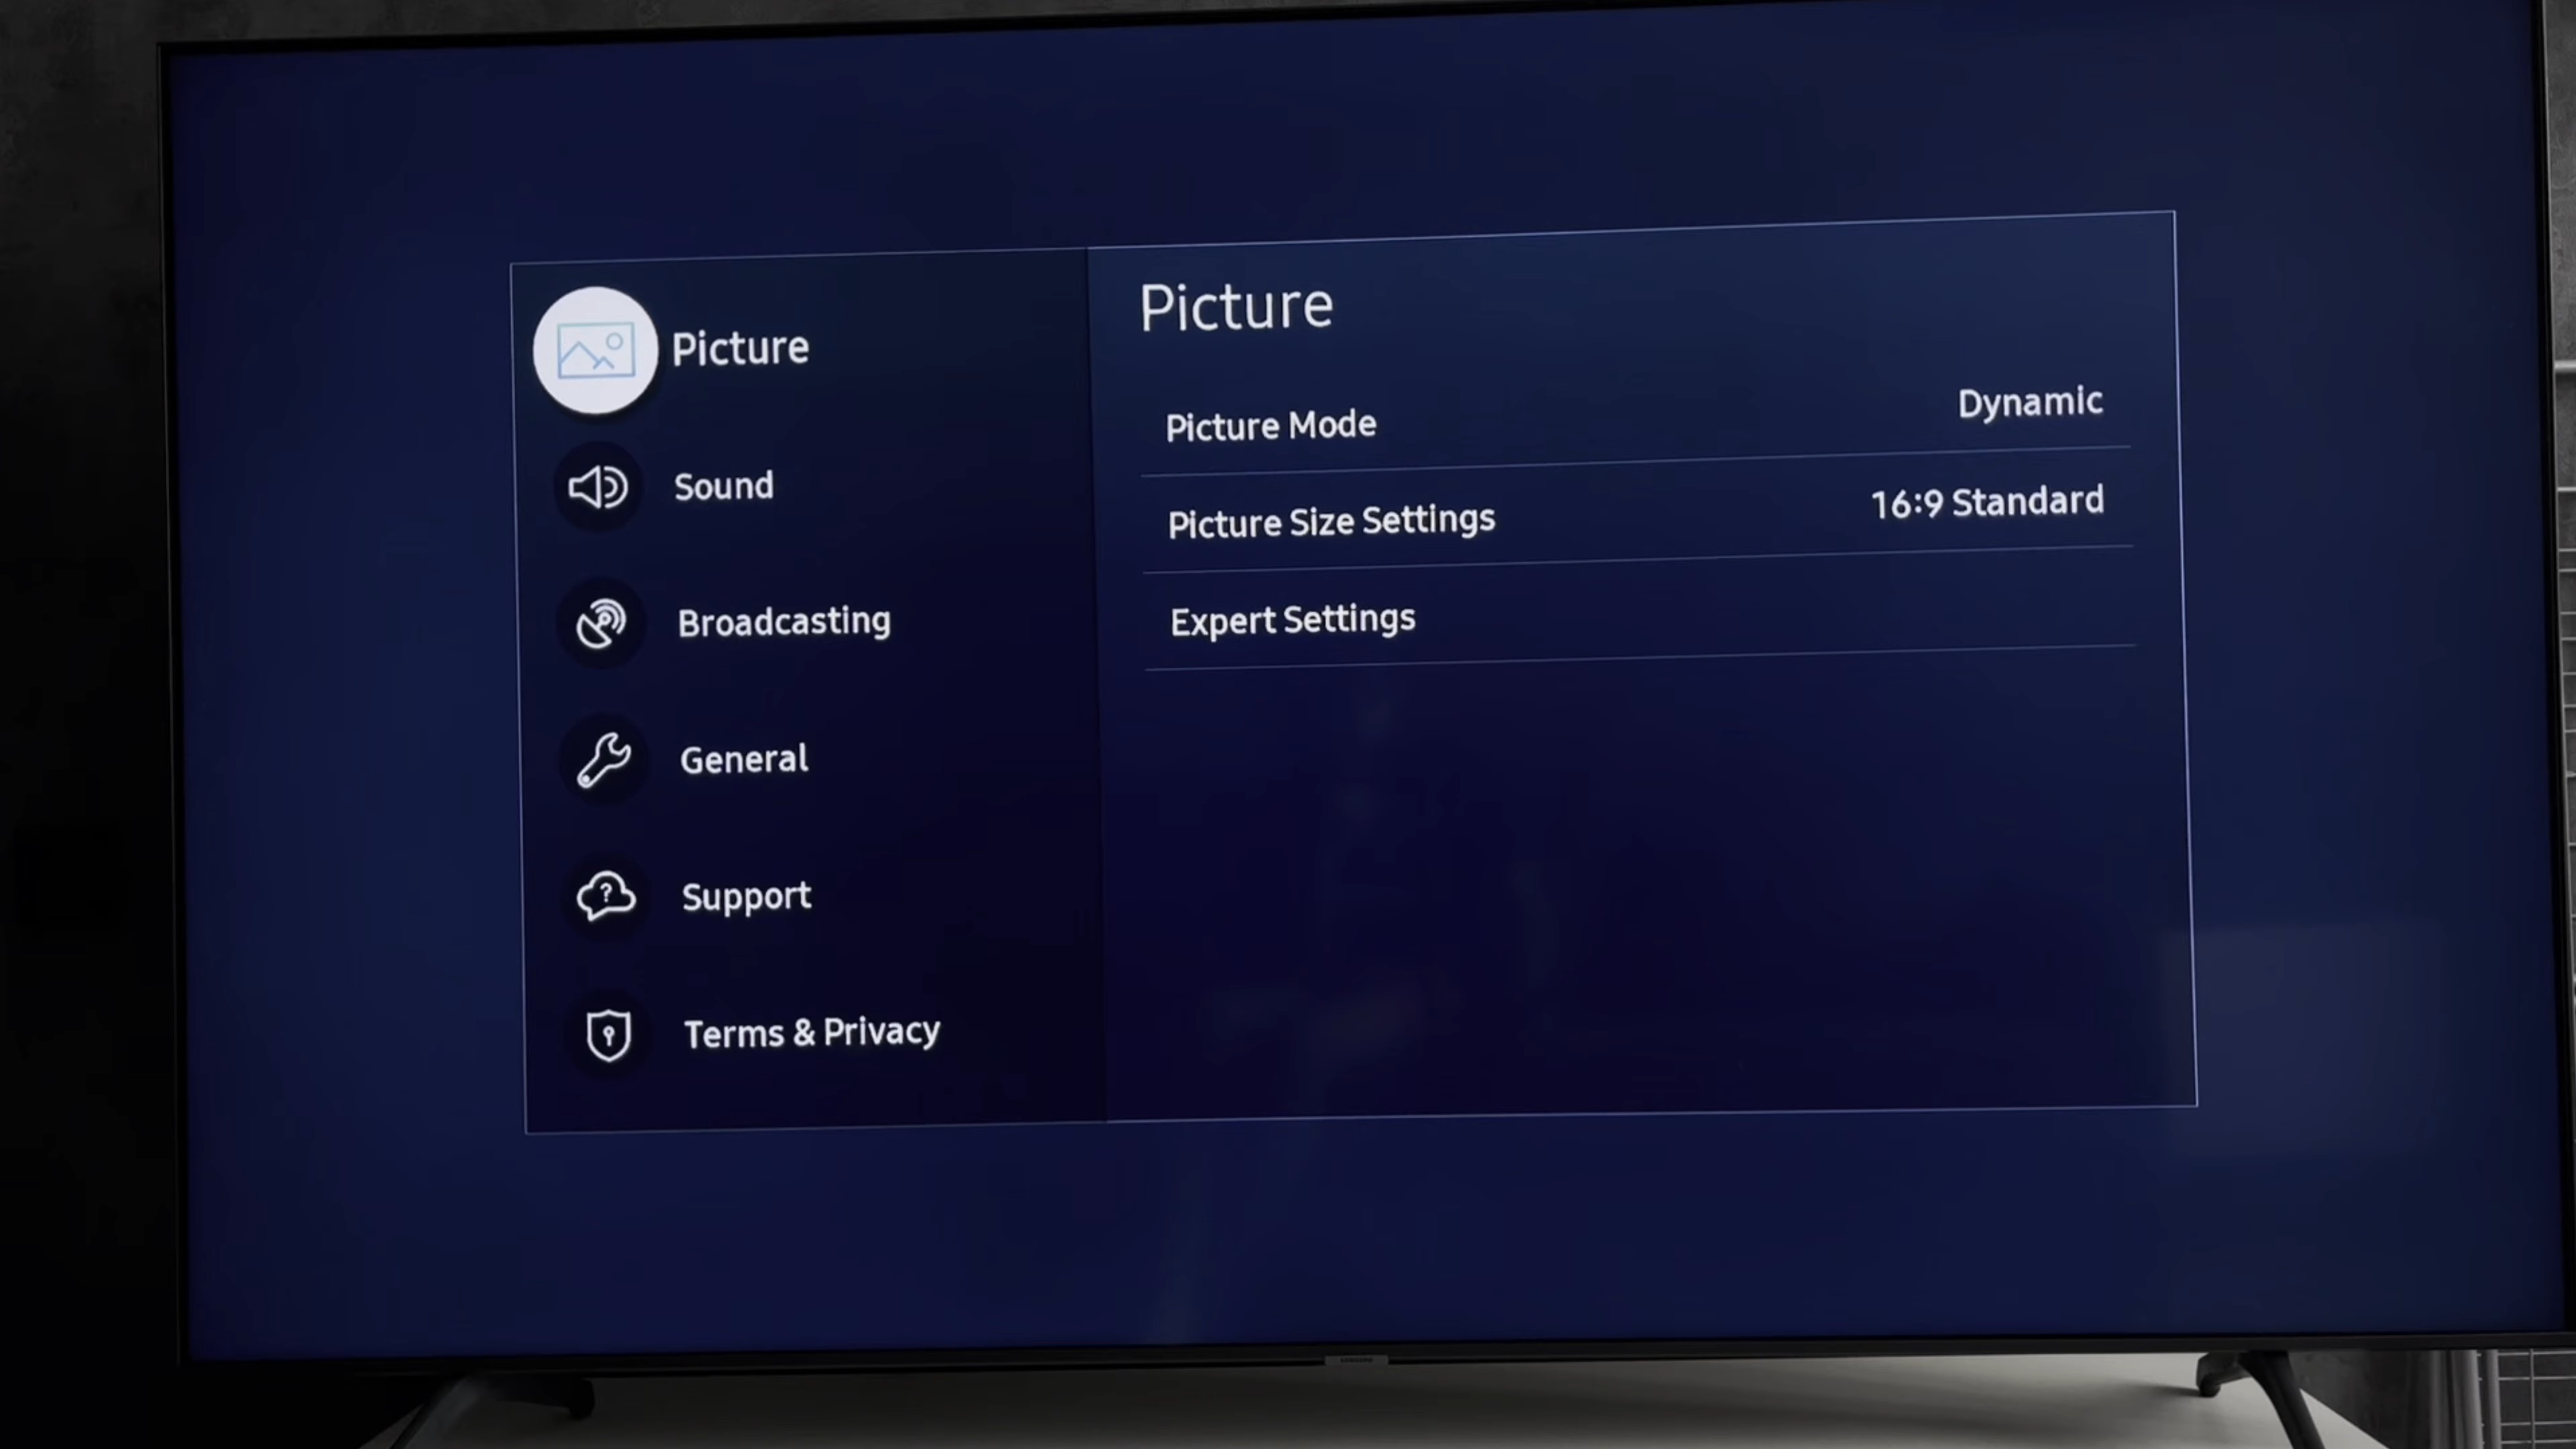 Picture
Sound
Broadcasting
General
Support
Terms & Privacy
Picture
Picture Mode Dynamic
Picture Size Settings 16:9 Standard
Expert Settings